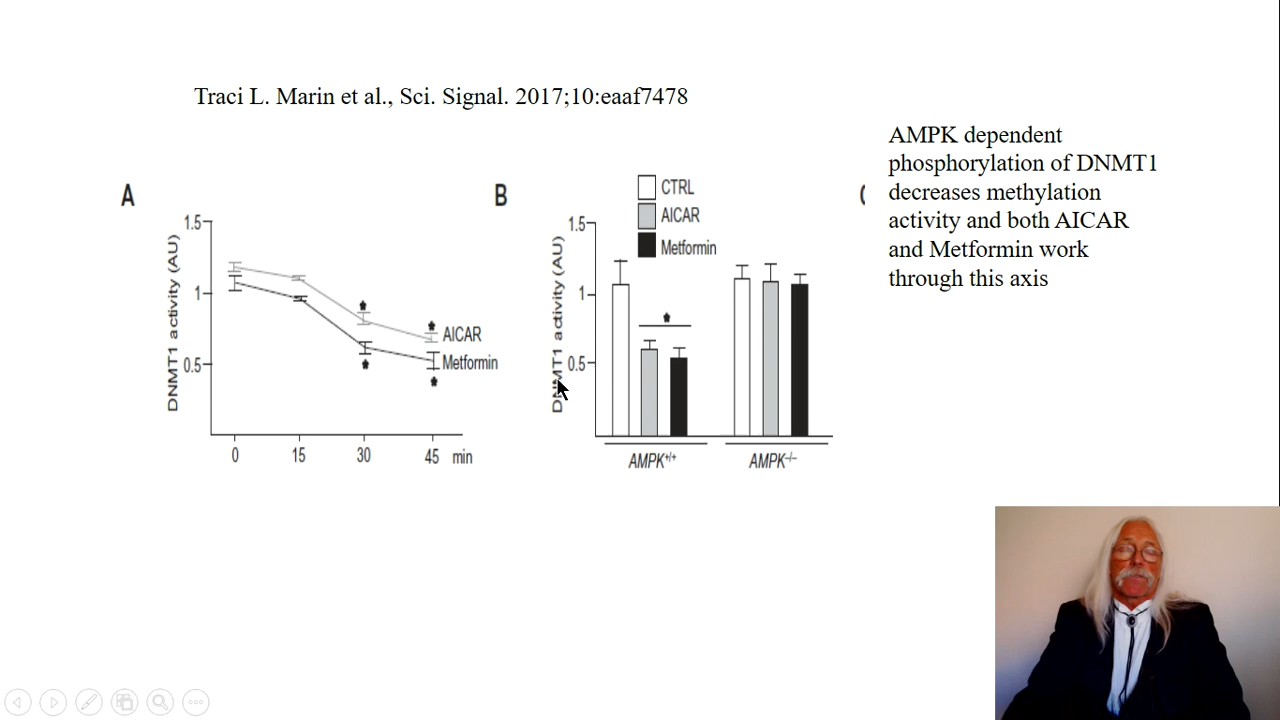 Traci L. Marin et al., Sci. Signal. 2017;10:eaaf7478
AMPK dependent
phosphorylation of DNMT1
decreases methylation
activity and both AICAR
and Metformin work
through this axis
A
DNMT1 activity (AU)
1.5
1
0.5
*
*
AICAR
Metformin
*
*
0 15 30 45 min
B
CTRL
AICAR
Metformin
DNMT1 activity (AU)
1.5
1
0.5
*
AMPK+/+
AMPK–/–